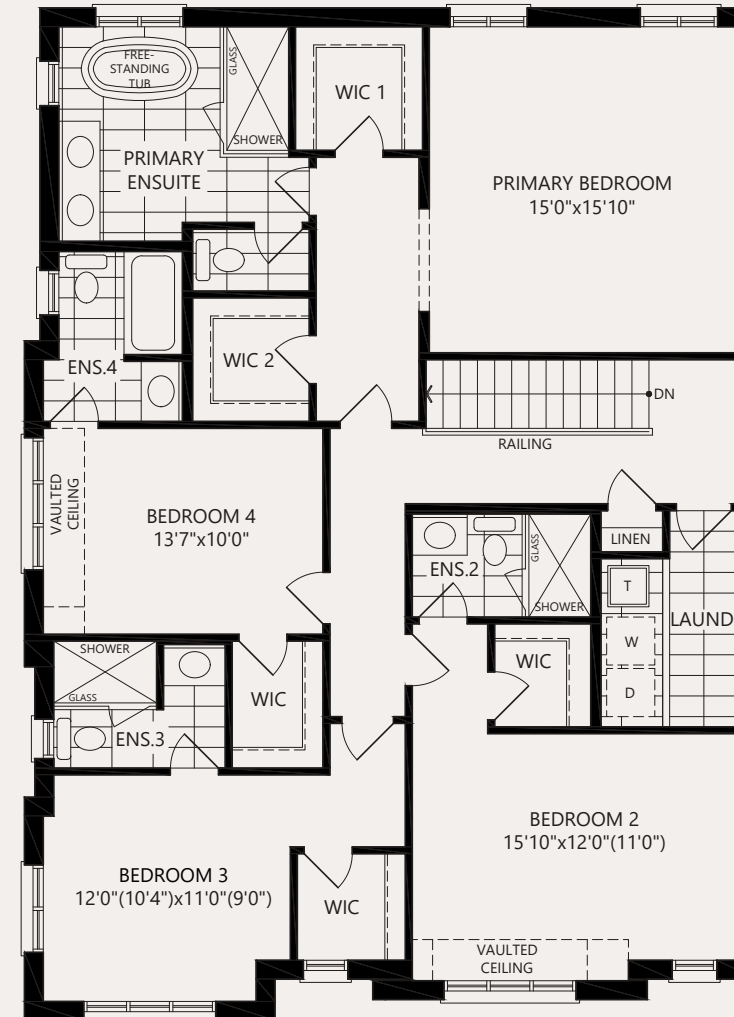 FREE-
STANDING
TUB
GLASS
SHOWER
WIC 1
PRIMARY
ENSUITE
PRIMARY BEDROOM
15'0"x15'10"
WIC 2
ENS.4
DN
RAILING
VAULTED
CEILING
BEDROOM 4
13'7"x10'0"
LINEN
ENS.2
GLASS
SHOWER
T
W
D
LAUND
WIC
SHOWER
GLASS
ENS.3
WIC
BEDROOM 2
15'10"x12'0"(11'0")
BEDROOM 3
12'0"(10'4")x11'0"(9'0")
WIC
VAULTED
CEILING